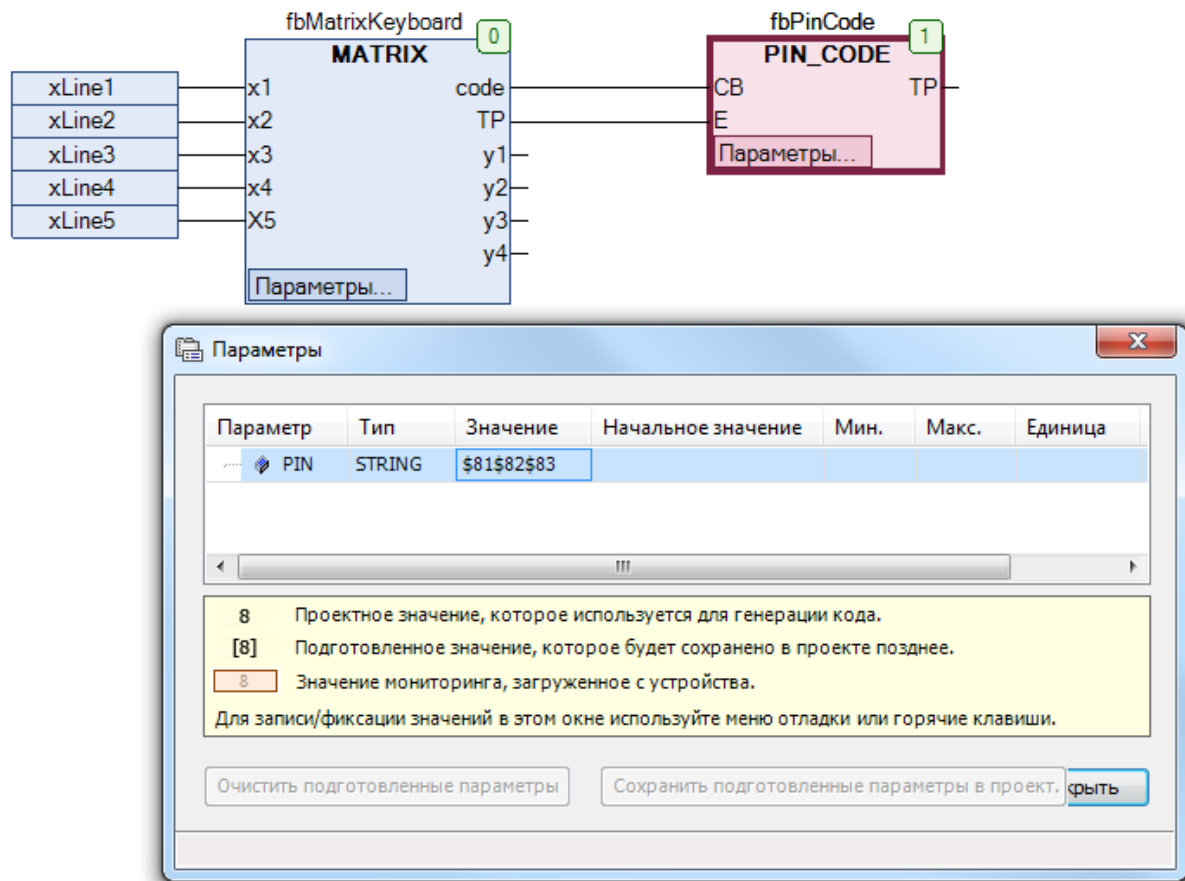 fbMatrixKeyboard
0
MATRIX
xLine1
xLine2
xLine3
xLine4
xLine5
x1
x2
x3
x4
X5
code
TP
y1
y2
y3
y4
Параметры...
fbPinCode
1
PIN_CODE
CB
E
TP
Параметры...
Параметры
Параметр Тип Значение Начальное значение Мин. Макс. Единица
PIN STRING $81$82$83
8 Проектное значение, которое используется для генерации кода.
[8] Подготовленное значение, которое будет сохранено в проекте позднее.
8 Значение мониторинга, загруженное с устройства.
Для записи/фиксации значений в этом окне используйте меню отладки или горячие клавиши.
Очистить подготовленные параметры Сохранить подготовленные параметры в проект. крыть